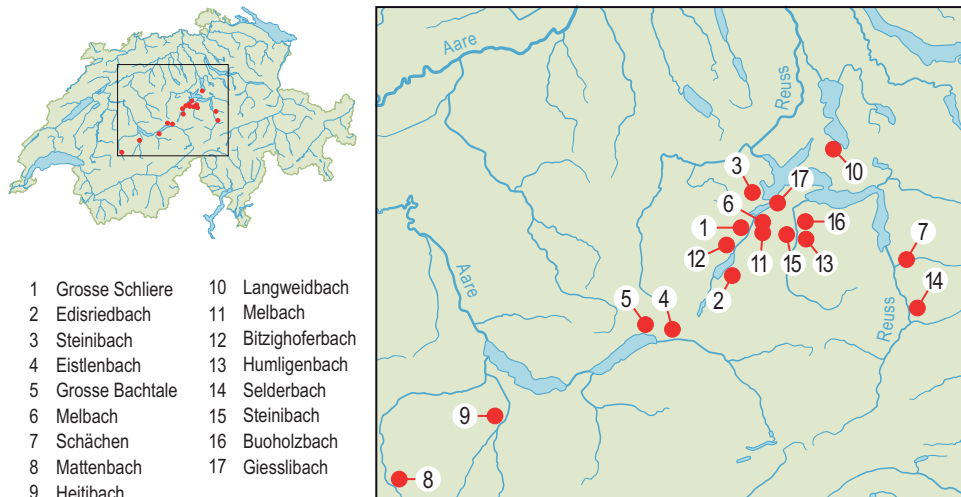 1 Grosse Schliere
2 Edisriedbach
3 Steinibach
4 Eistlenbach
5 Grosse Bachtale
6 Melbach
7 Schächen
8 Mattenbach
9 Heitibach
10 Langweidbach
11 Melbach
12 Bitzighoferbach
13 Humligenbach
14 Selderbach
15 Steinibach
16 Buoholzbach
17 Giesslibach
Aare
Reuss
3
17
10
6
1
16
7
12
11
15
13
2
14
5
4
Reuss
Aare
9
8